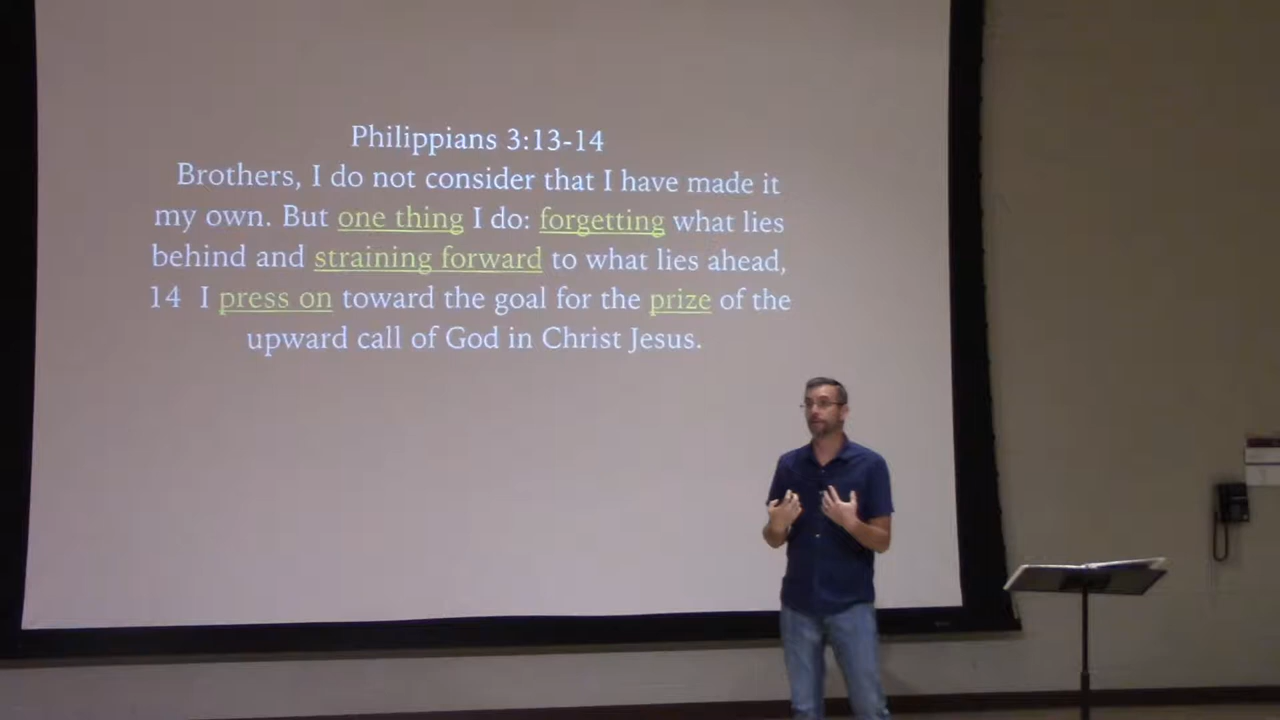 Philippians 3:13-14
Brothers, I do not consider that I have made it
my own. But one thing I do: forgetting what lies
behind and straining forward to what lies ahead,
14 I press on toward the goal for the prize of the
upward call of God in Christ Jesus.